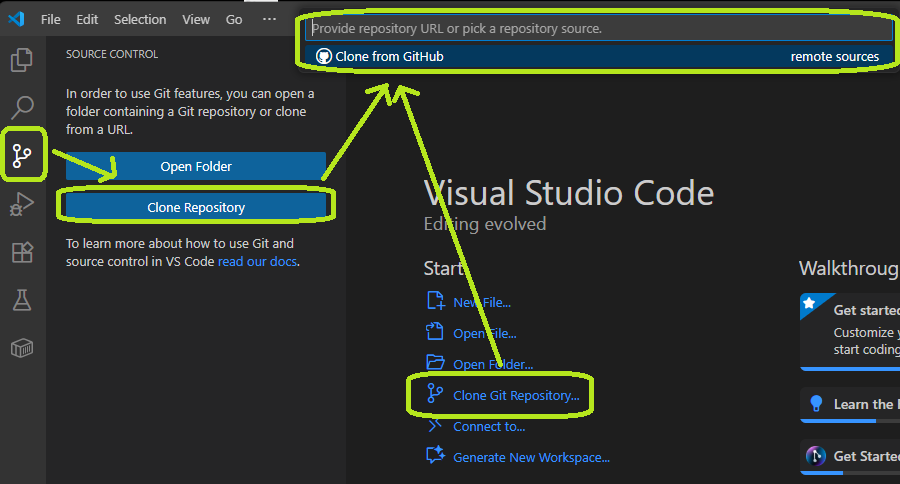 File Edit Selection View Go ...
Provide repository URL or pick a repository source.
Clone from GitHub remote sources
SOURCE CONTROL
In order to use Git features, you can open a
folder containing a Git repository or clone
from a URL.
Open Folder
Clone Repository
To learn more about how to use Git and
source control in VS Code read our docs.
Visual Studio Code
Editing evolved
Start
New File...
Open File...
Open Folder...
Clone Git Repository...
Connect to...
Generate New Workspace...
Walkthroug
Get started
Customize y
start coding
Learn the
Get Starte